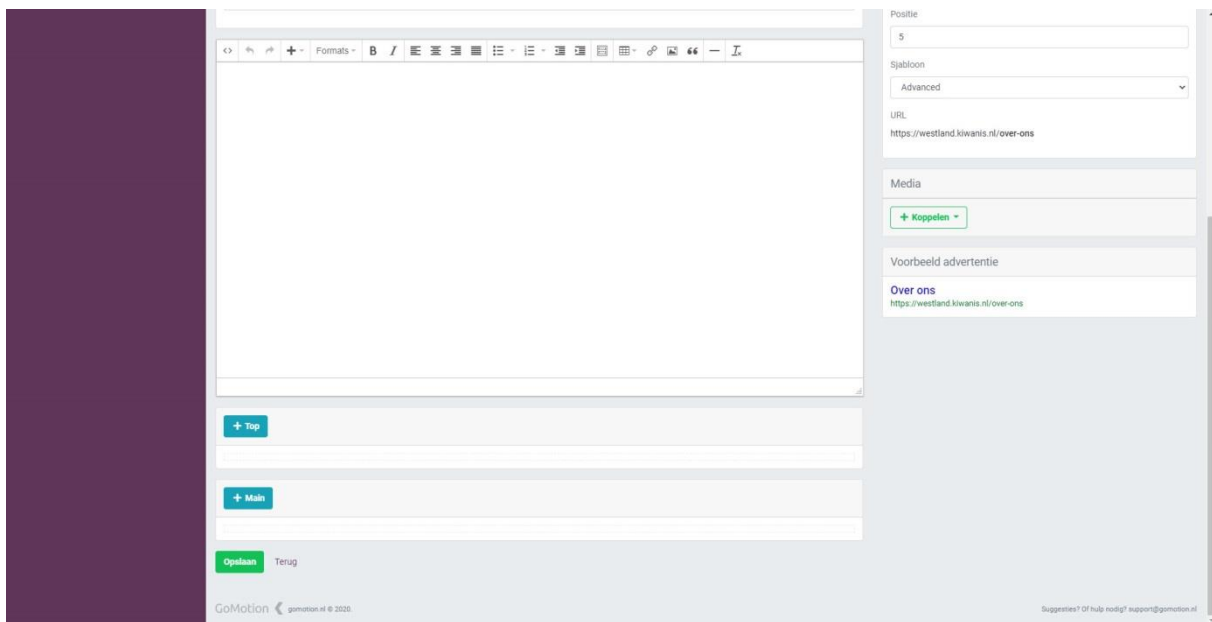 Formats
B I
Positie
5
Sjabloon
Advanced
URL
https://westland.kiwanis.nl/over-ons
Media
+ Koppelen
Voorbeeld advertentie
Over ons
https://westland.kiwanis.nl/over-ons
+ Top
+ Main
Opslaan Terug
GoMotion gomotion.nl © 2020.
Suggesties? Of hulp nodig? support@gomotion.nl